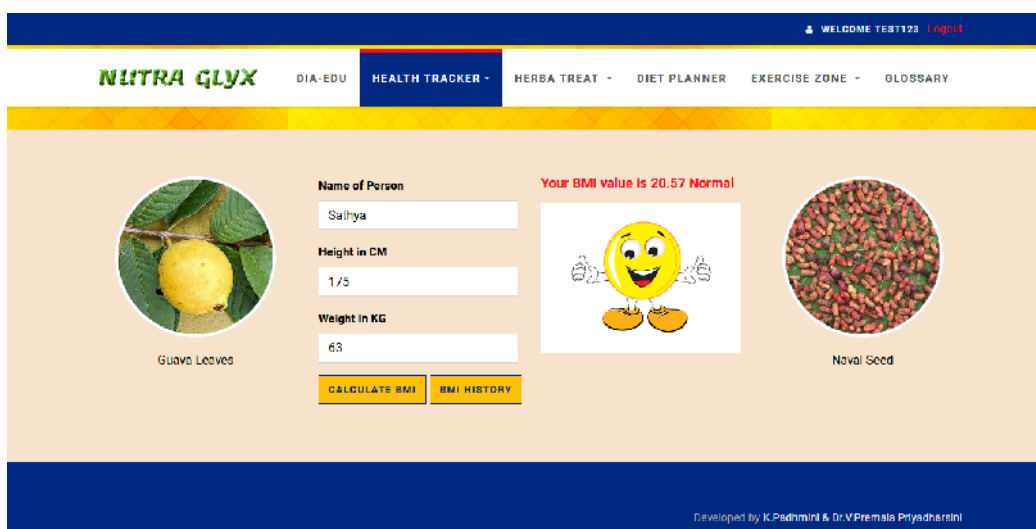 WELCOME TEST123 Logout
NUTRA GLYX DIA-EDU HEALTH TRACKER HERBA TREAT DIET PLANNER EXERCISE ZONE GLOSSARY
Name of Person
Sathya
Height in CM
175
Weight in KG
63
CALCULATE BMI BMI HISTORY
Your BMI value is 20.57 Normal
Guava Leaves
Naval Seed
Developed by K.Padhmini & Dr.V.Premala Priyadharsini